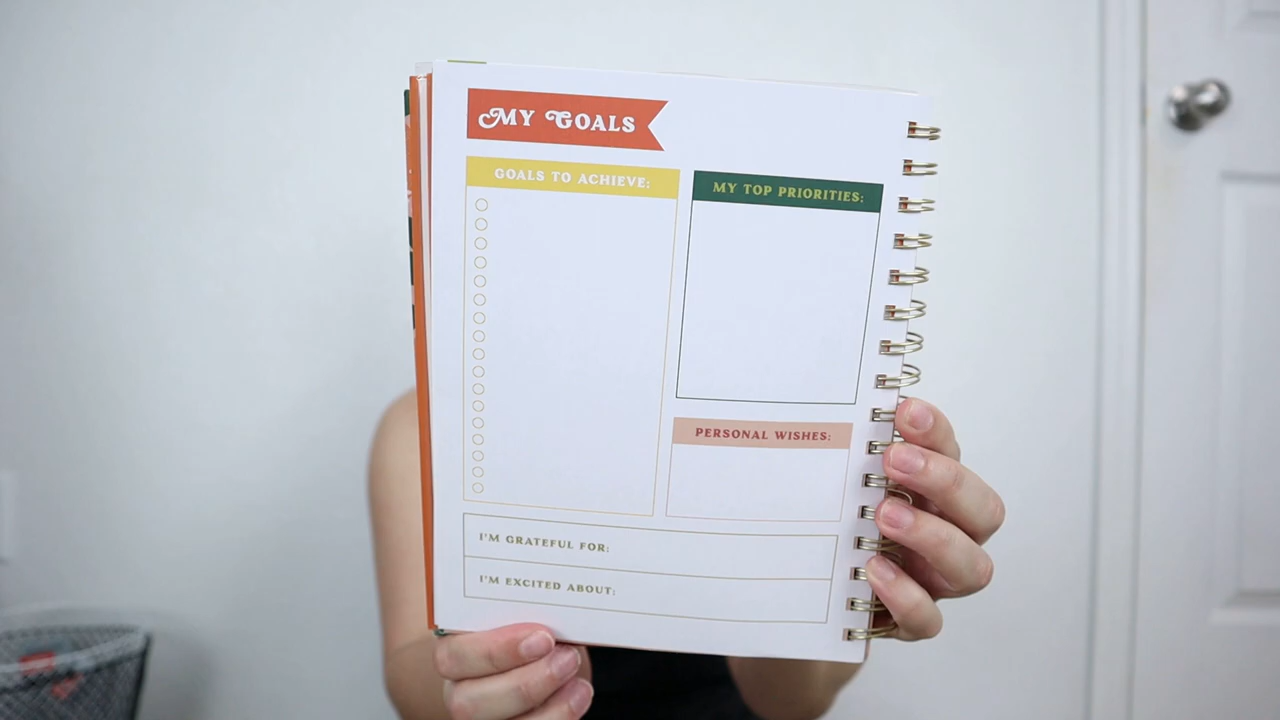 MY GOALS
GOALS TO ACHIEVE:
MY TOP PRIORITIES:
PERSONAL WISHES:
I'M GRATEFUL FOR:
I'M EXCITED ABOUT: